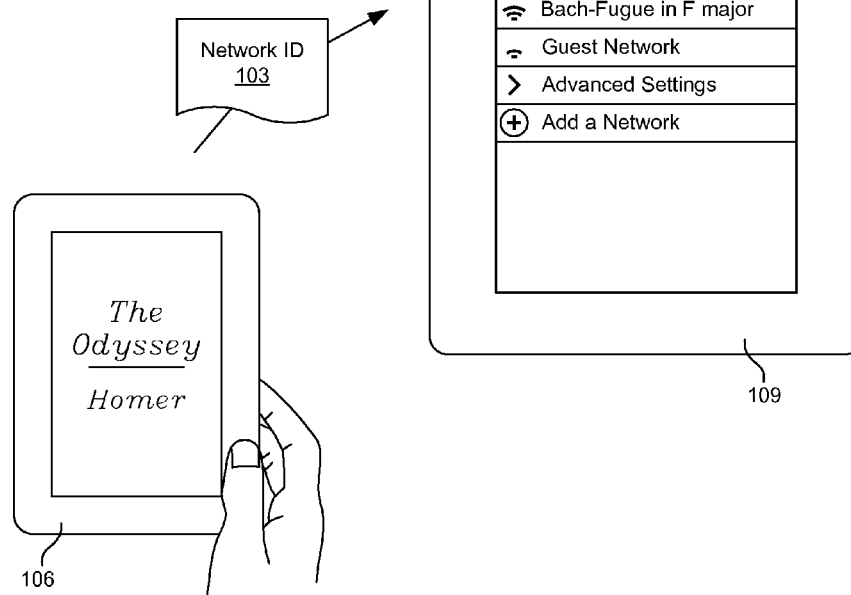 Network ID
103
Bach-Fugue in F major
Guest Network
Advanced Settings
Add a Network
109
The
Odyssey
Homer
106